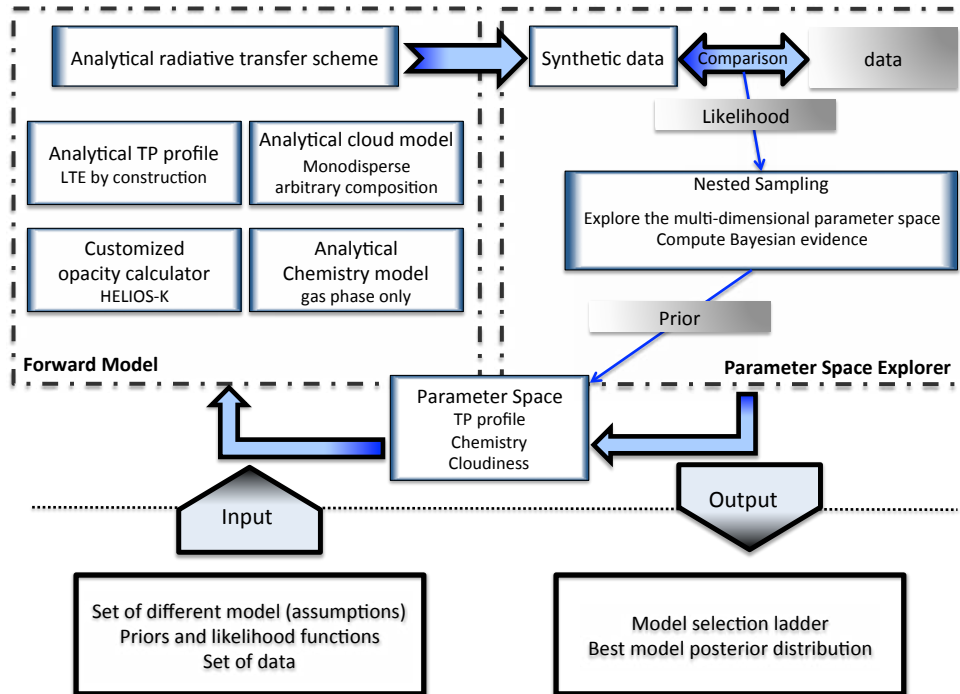 Analytical radiative transfer scheme
Synthetic data
Comparison
data
Likelihood
Analytical TP profile
LTE by construction
Analytical cloud model
Monodisperse
arbitrary composition
Nested Sampling
Explore the multi-dimensional parameter space
Compute Bayesian evidence
Customized
opacity calculator
HELIOS-K
Analytical
Chemistry model
gas phase only
Prior
Forward Model
Parameter Space Explorer
Parameter Space
TP profile
Chemistry
Cloudiness
Input
Output
Set of different model (assumptions)
Priors and likelihood functions
Set of data
Model selection ladder
Best model posterior distribution